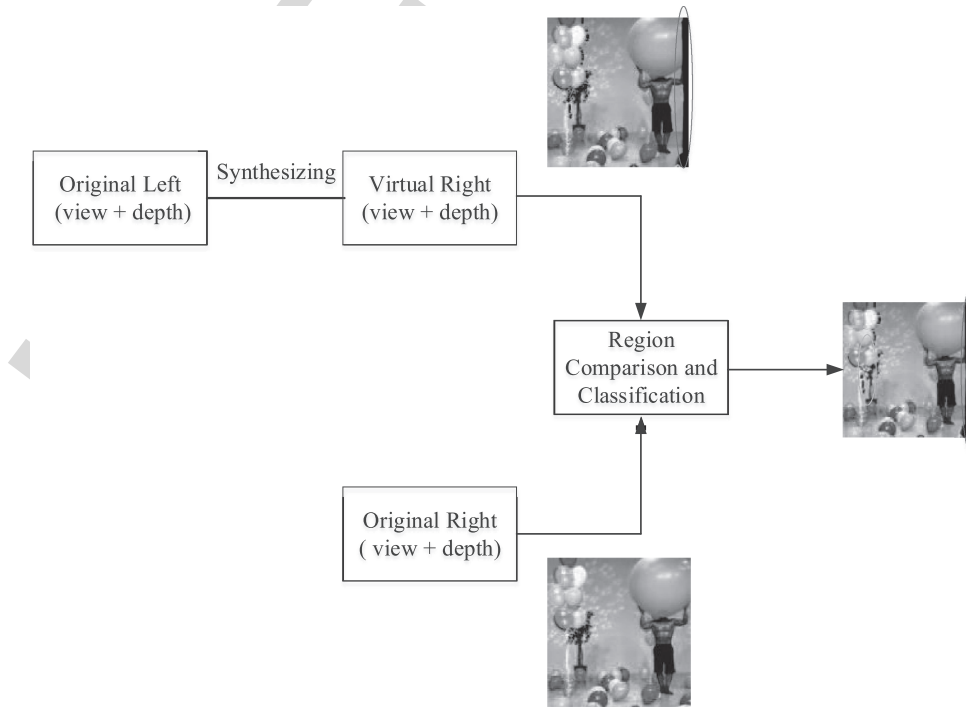 Original Left
(view + depth)
Synthesizing
Virtual Right
(view + depth)
Region
Comparison and
Classification
Original Right
( view + depth)